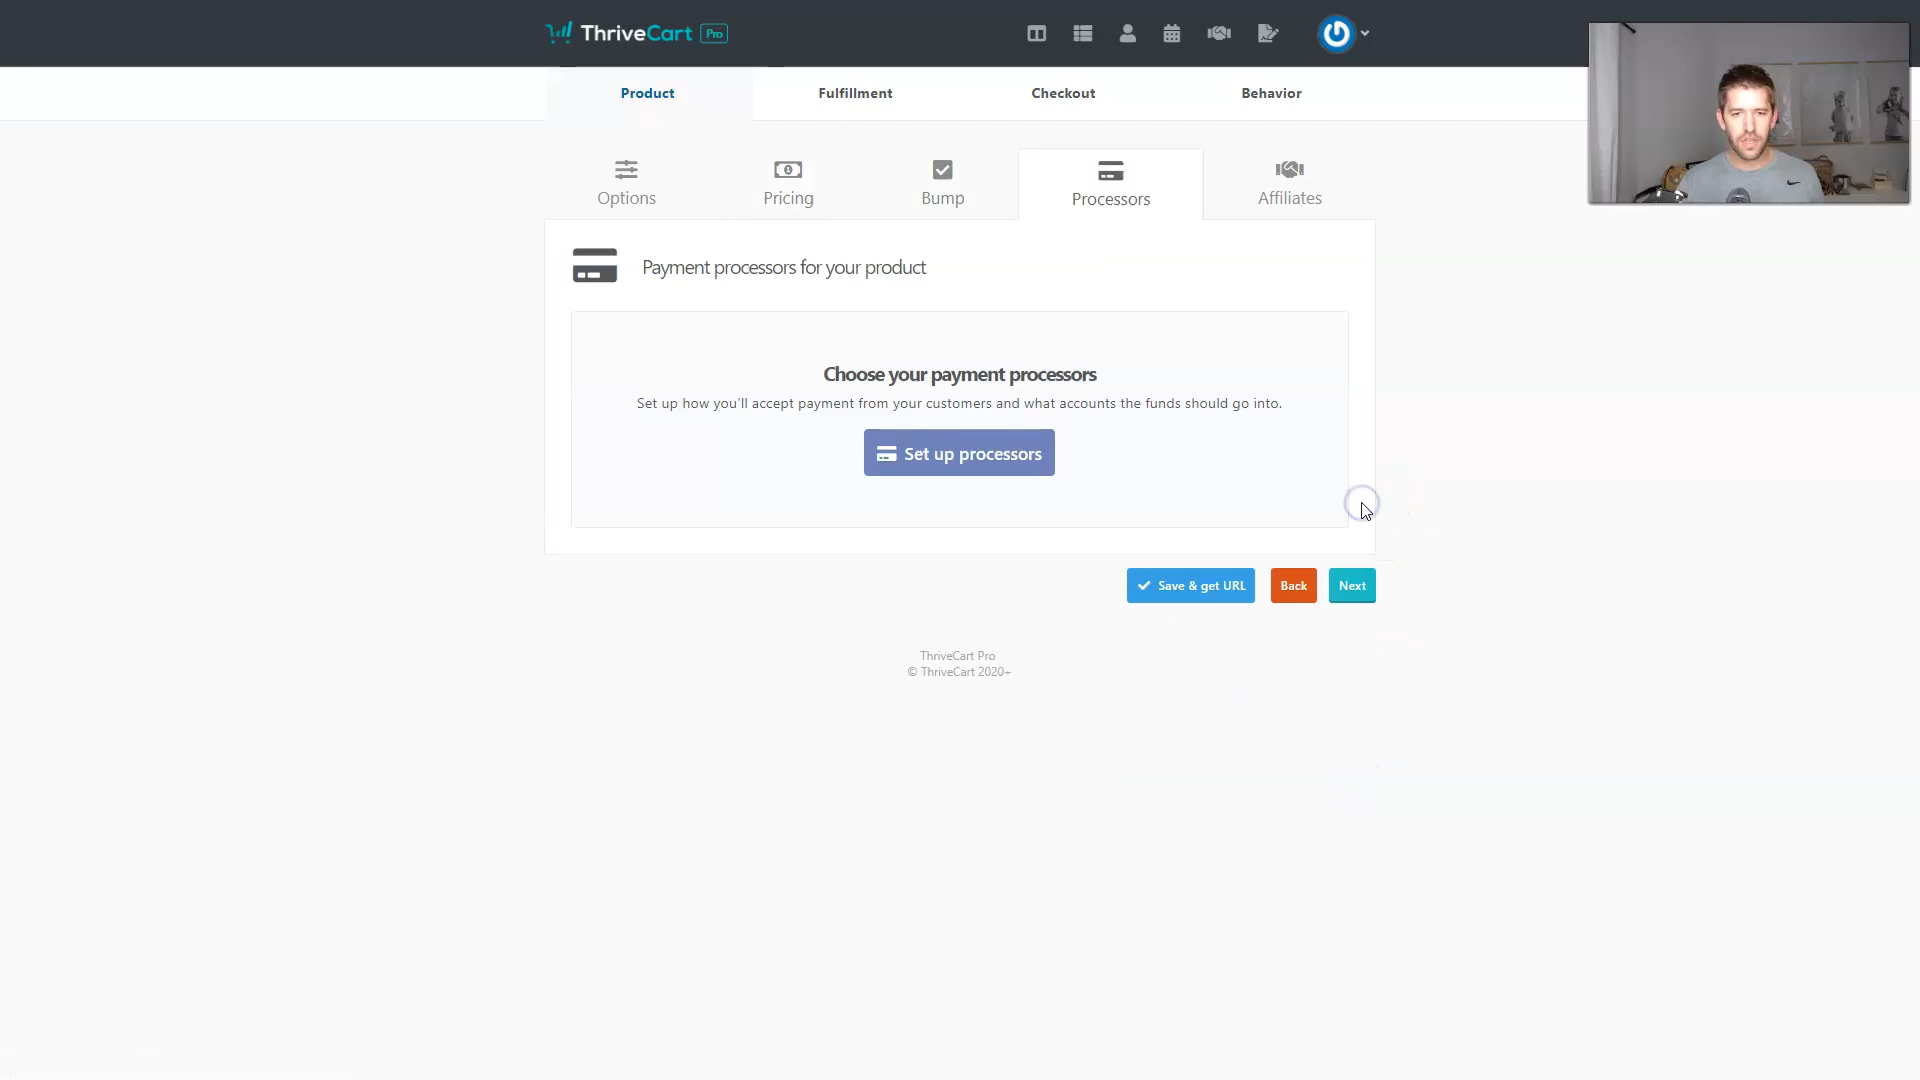 ThriveCart Pro
Product
Fulfillment
Checkout
Behavior
Options
Pricing
Bump
Processors
Affiliates
Payment processors for your product
Choose your payment processors
Set up how you'll accept payment from your customers and what accounts the funds should go into.
Set up processors
Save & get URL
Back
Next
ThriveCart Pro
© ThriveCart 2020+